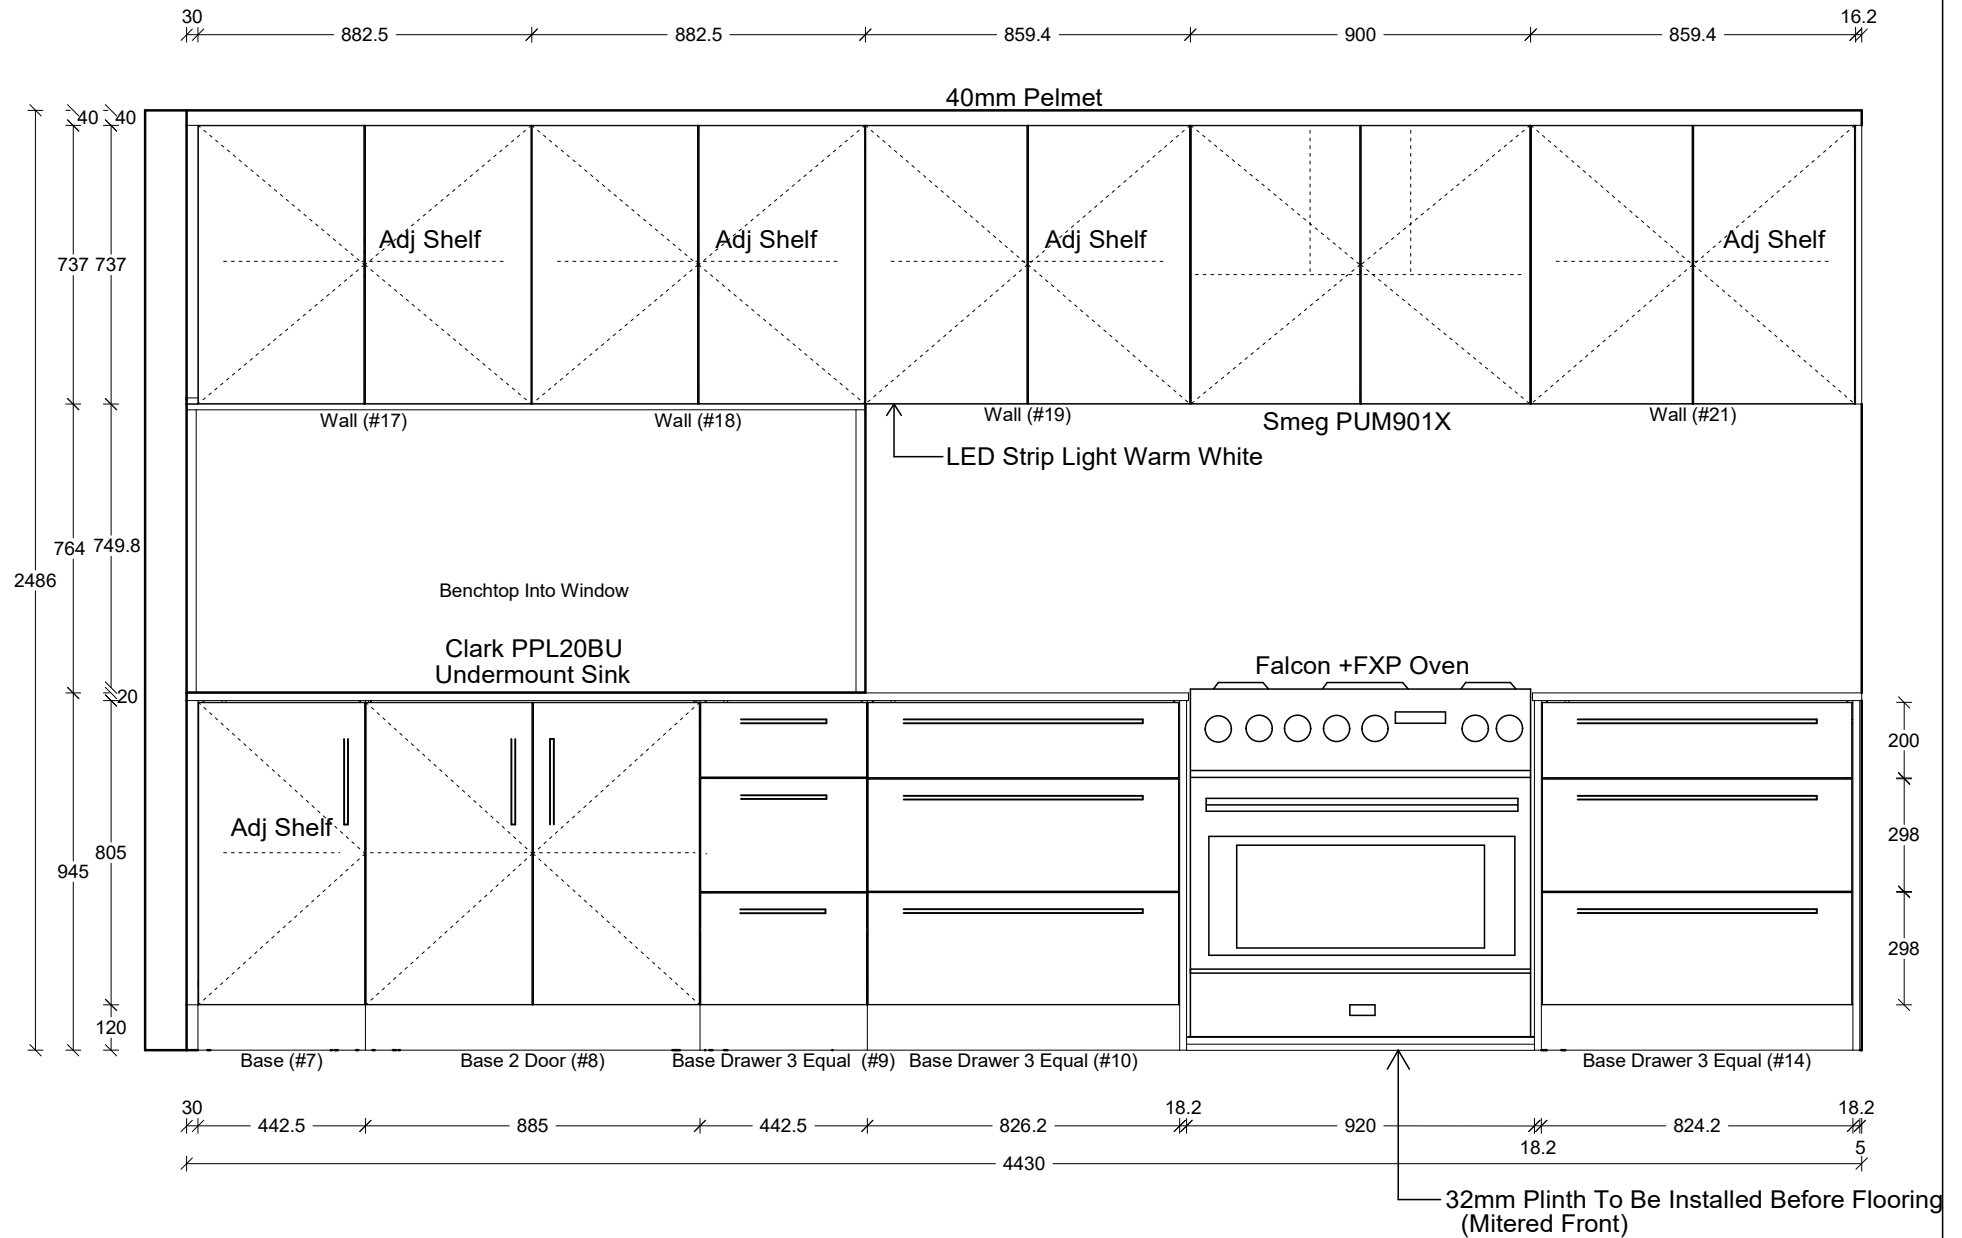 30
16.2
882.5
882.5
859.4
900
859.4
40mm Pelmet
40
40
Adj Shelf
Adj Shelf
Adj Shelf
Adj Shelf
737
737
Wall (#17)
Wall (#18)
Wall (#19)
Smeg PUM901X
Wall (#21)
LED Strip Light Warm White
764
749.8
2486
Benchtop Into Window
Clark PPL20BU
Undermount Sink
Falcon +FXP Oven
20
200
Adj Shelf
298
805
945
298
120
Base (#7)
Base 2 Door (#8)
Base Drawer 3 Equal (#9)
Base Drawer 3 Equal (#10)
Base Drawer 3 Equal (#14)
30
18.2
18.2
442.5
885
442.5
826.2
920
824.2
18.2
5
4430
32mm Plinth To Be Installed Before Flooring
(Mitered Front)